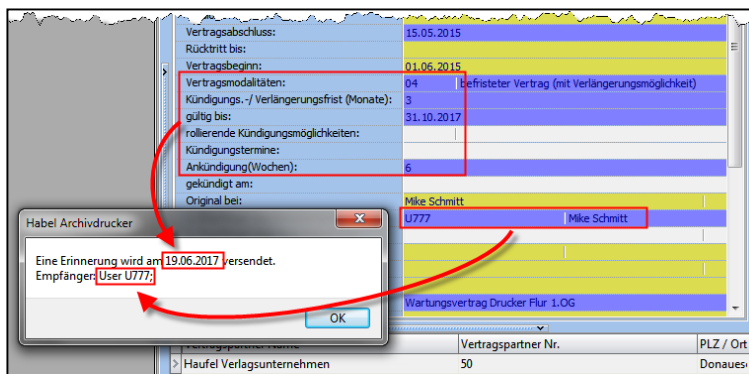 Vertragsabschluss: 15.05.2015
Rücktritt bis:
Vertragsbeginn: 01.06.2015
Vertragsmodalitäten: 04 befristeter Vertrag (mit Verlängerungsmöglichkeit)
Kündigungs.-/ Verlängerungsfrist (Monate): 3
gültig bis: 31.10.2017
rollierende Kündigungsmöglichkeiten:
Kündigungstermine:
Ankündigung(Wochen): 6
gekündigt am:
Original bei: Mike Schmitt
U777 Mike Schmitt
Habel Archivdrucker
Eine Erinnerung wird am 19.06.2017 versendet.
Empfänger: User U777;
OK
Wartungsvertrag Drucker Flur 1.OG
Vertragspartner Nr. PLZ / Ort
Haufel Verlagsunternehmen 50 Donaues